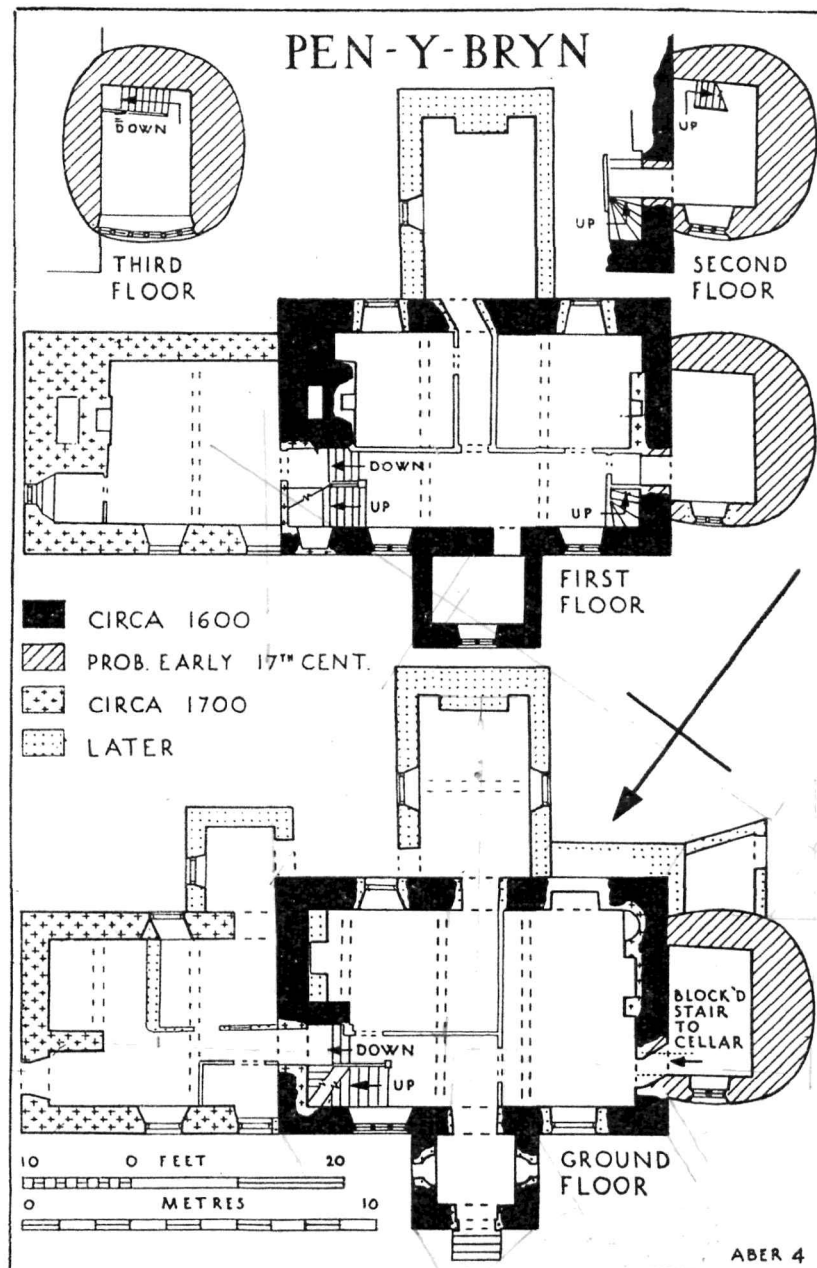 PEN-Y-BRYN
DOWN
UP
UP
THIRD
FLOOR
SECOND
FLOOR
DOWN
UP
UP
FIRST
FLOOR
CIRCA 1600
PROB. EARLY 17TH CENT.
CIRCA 1700
LATER
BLOCK'D
STAIR
TO
CELLAR
DOWN
UP
GROUND
FLOOR
10 0 FEET 20
0 METRES 10
ABER 4